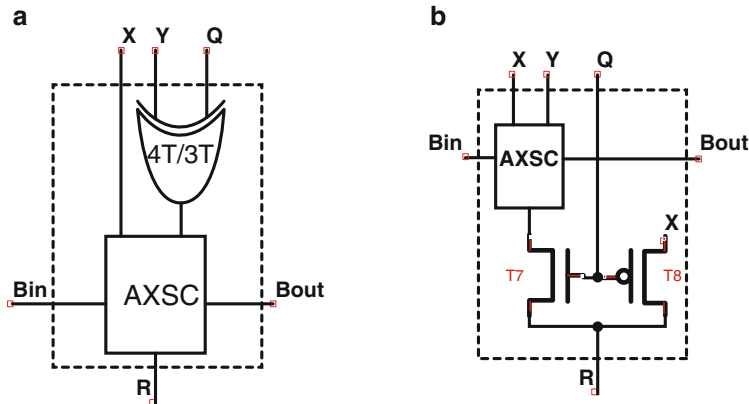 a
X Y Q
4T/3T
Bin AXSC Bout
R
b
X Y Q
Bin AXSC Bout
X
T7 T8
R